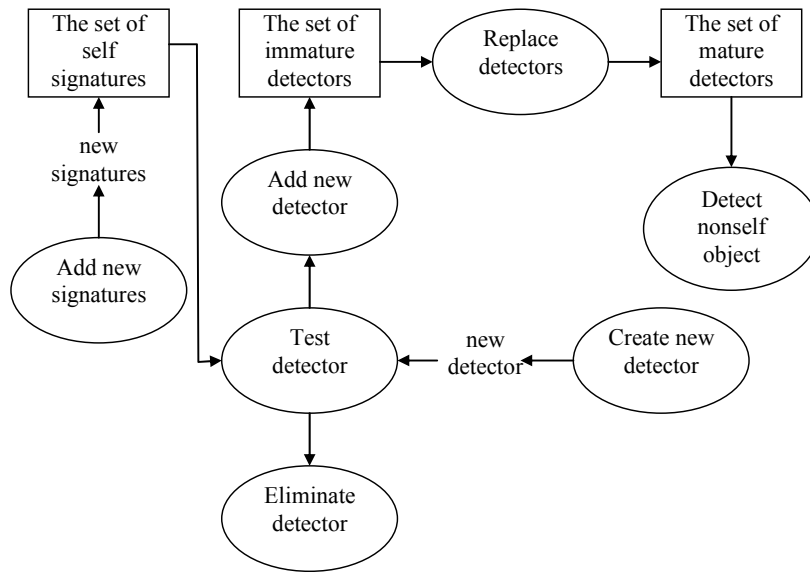 The set of
self
signatures
The set of
immature
detectors
Replace
detectors
The set of
mature
detectors
new
signatures
Add new
detector
Detect
nonself
object
Add new
signatures
Test
detector
new
detector
Create new
detector
Eliminate
detector